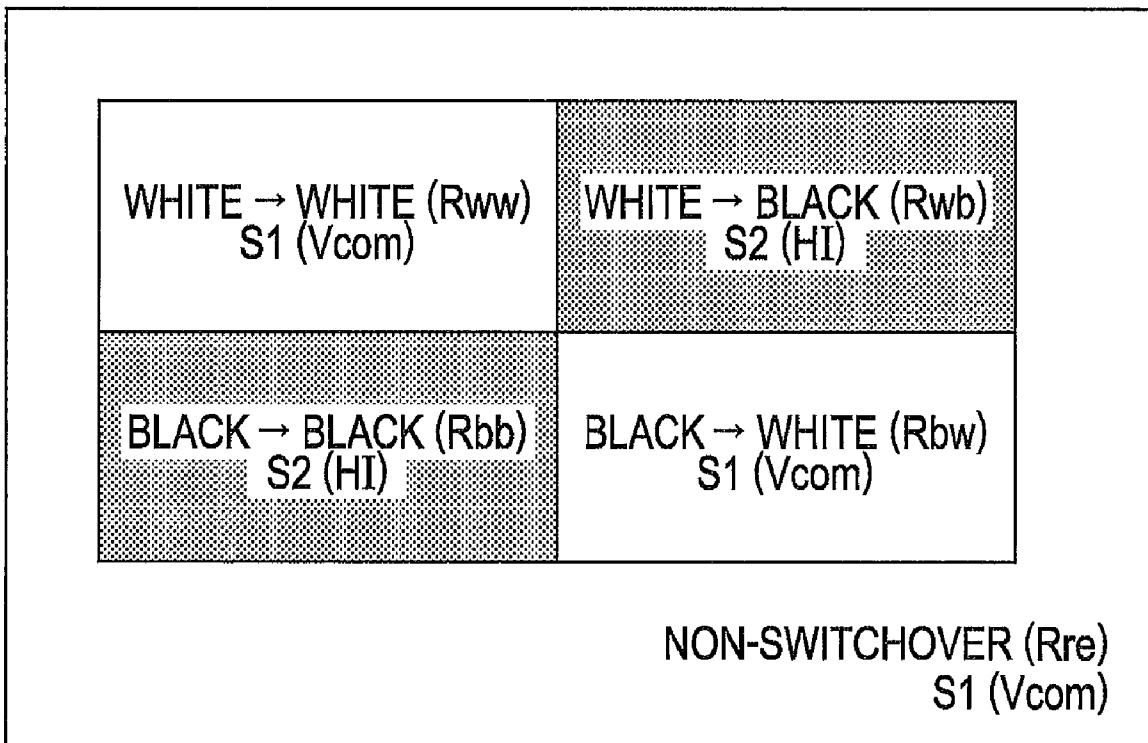 WHITE → WHITE (Rww)
S1 (Vcom)
WHITE → BLACK (Rwb)
S2 (HI)
BLACK → BLACK (Rbb)
S2 (HI)
BLACK → WHITE (Rbw)
S1 (Vcom)
NON-SWITCHOVER (Rre)
S1 (Vcom)